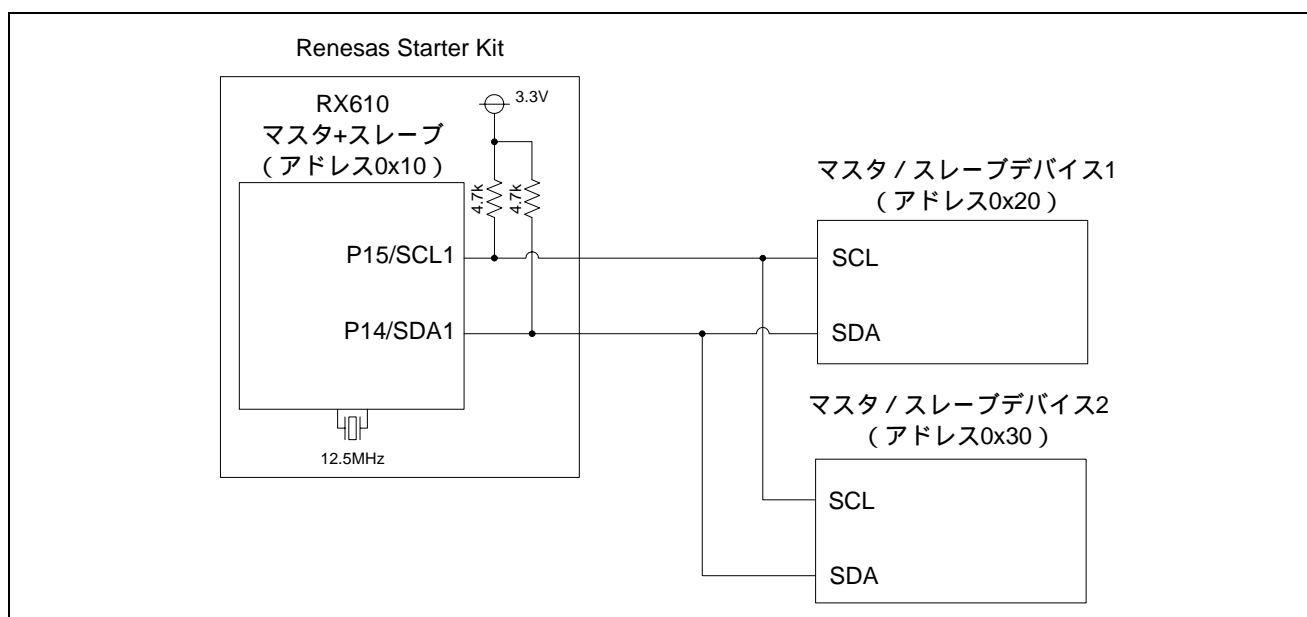 Renesas Starter Kit
RX610
マスタ+スレーブ
（アドレス0x10）
3.3V
4.7k
4.7k
P15/SCL1
P14/SDA1
12.5MHz
マスタ / スレーブデバイス1
（アドレス0x20）
SCL
SDA
マスタ / スレーブデバイス2
（アドレス0x30）
SCL
SDA